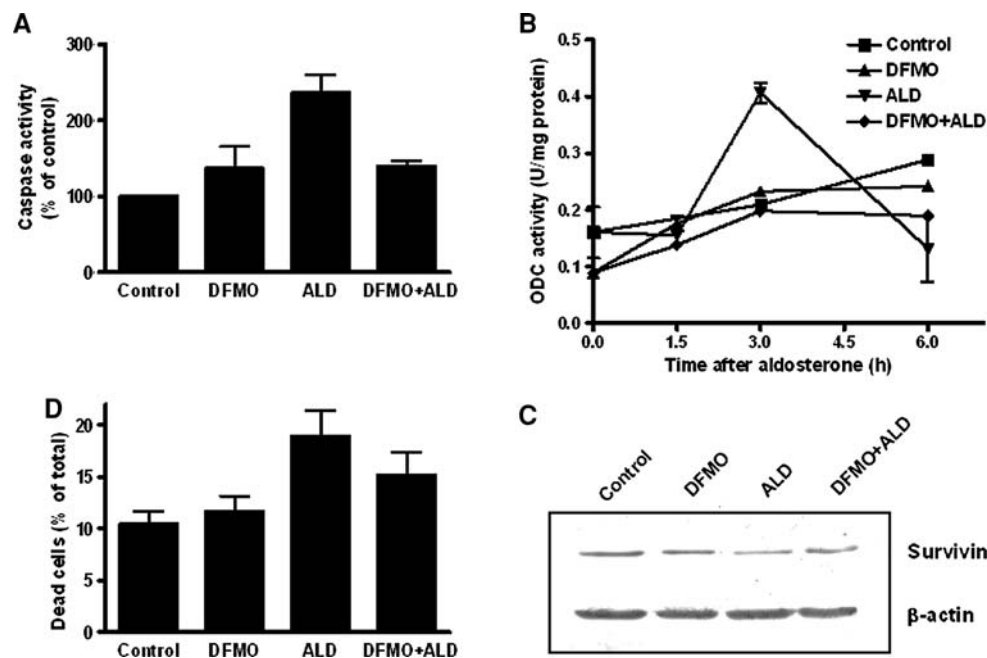 A
Caspase activity
(% of control)
300
250
200
150
100
50
0
Control DFMO ALD DFMO+ALD
B
ODC activity (U/mg protein)
0.5
0.4
0.3
0.2
0.1
0.0
0.0 1.5 3.0 4.5 6.0
Time after aldosterone (h)
Control
DFMO
ALD
DFMO+ALD
D
Dead cells (% of total)
20
15
10
5
0
Control DFMO ALD DFMO+ALD
C
Control DFMO ALD DFMO+ALD
Survivin
β-actin